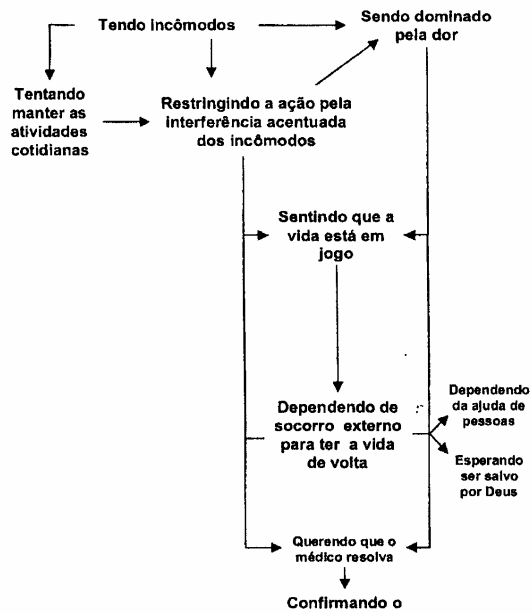 Tendo incômodos
Sendo dominado
pela dor
Tentando
manter as
atividades
cotidianas
Restringindo a ação pela
interferência acentuada
dos incômodos
Sentindo que a
vida está em
jogo
Dependendo de
socorro externo
para ter a vida
de volta
Dependendo
da ajuda de
pessoas
Esperando
ser salvo
por Deus
Querendo que o
médico resolva
Confirmando o